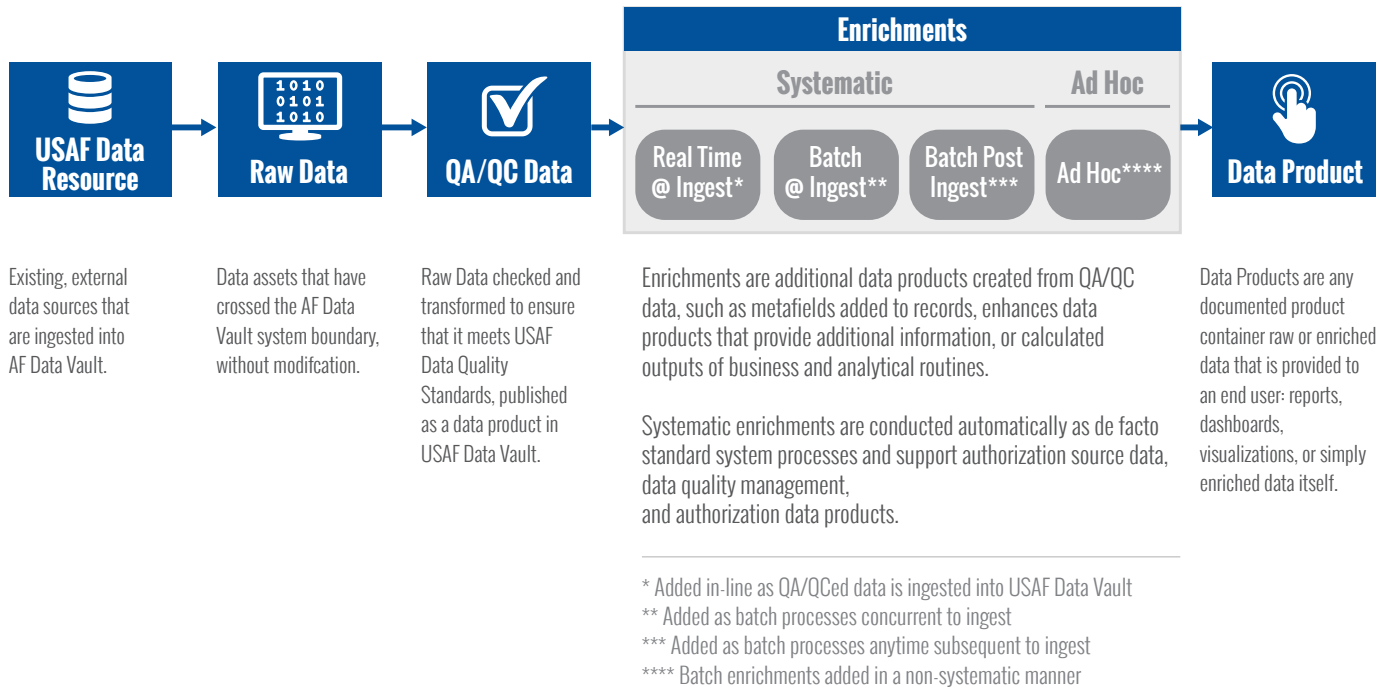 USAF Data
Resource
1010
0101
1010
Raw Data
QA/QC Data
Enrichments
Systematic
Ad Hoc
Real Time
@ Ingest*
Batch
@ Ingest**
Batch Post
Ingest***
Ad Hoc****
Data Product
Existing, external
data sources that
are ingested into
AF Data Vault.
Data assets that have
crossed the AF Data
Vault system boundary,
without modifcation.
Raw Data checked and
transformed to ensure
that it meets USAF
Data Quality
Standards, published
as a data product in
USAF Data Vault.
Enrichments are additional data products created from QA/QC
data, such as metafields added to records, enhances data
products that provide additional information, or calculated
outputs of business and analytical routines.
Systematic enrichments are conducted automatically as de facto
standard system processes and support authorization source data,
data quality management,
and authorization data products.
* Added in-line as QA/QCed data is ingested into USAF Data Vault
** Added as batch processes concurrent to ingest
*** Added as batch processes anytime subsequent to ingest
**** Batch enrichments added in a non-systematic manner
Data Products are any
documented product
container raw or enriched
data that is provided to
an end user: reports,
dashboards,
visualizations, or simply
enriched data itself.